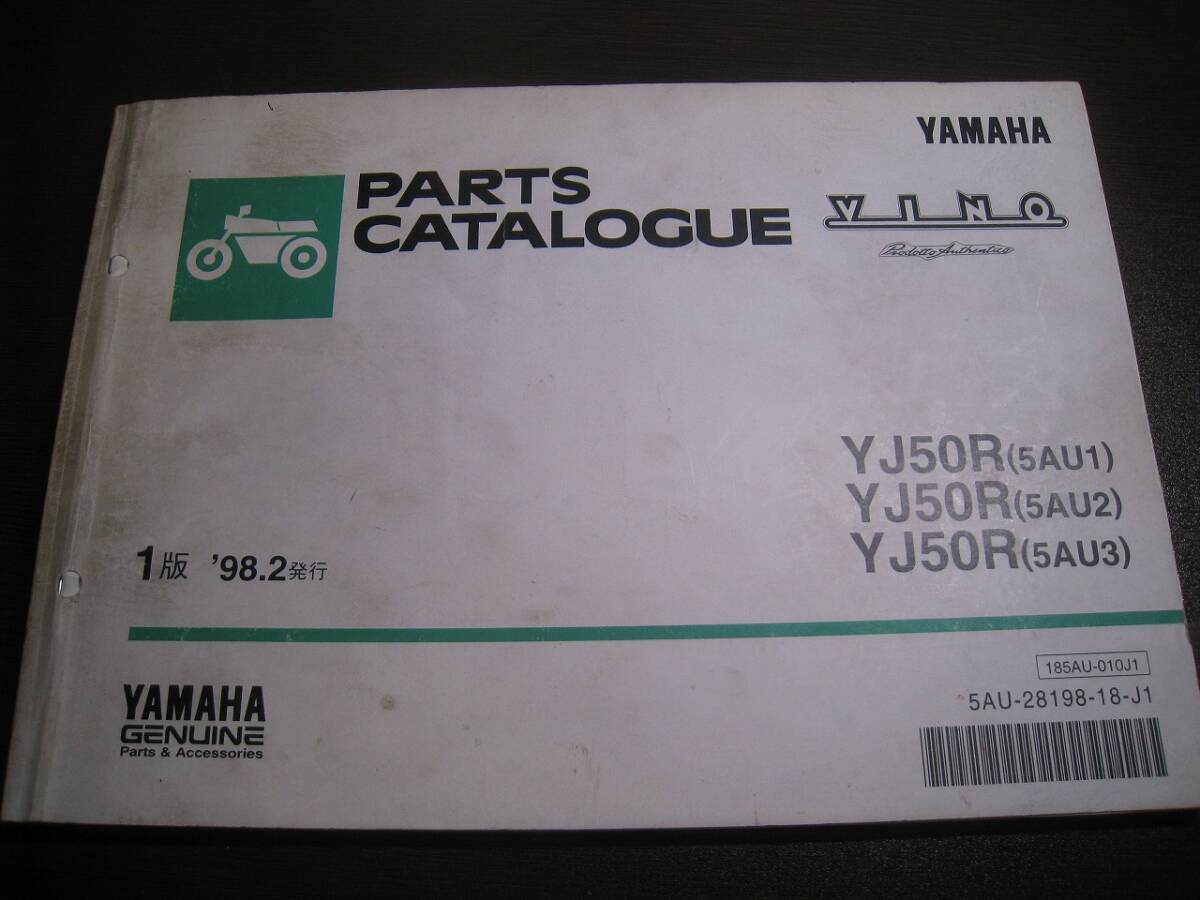 YAMAHA
PARTS
CATALOGUE
VINO
Prodotto Authentico
YJ50R(5AU1)
YJ50R(5AU2)
YJ50R(5AU3)
1版 '98.2発行
185AU-010J1
5AU-28198-18-J1
YAMAHA
GENUINE
Parts & Accessories